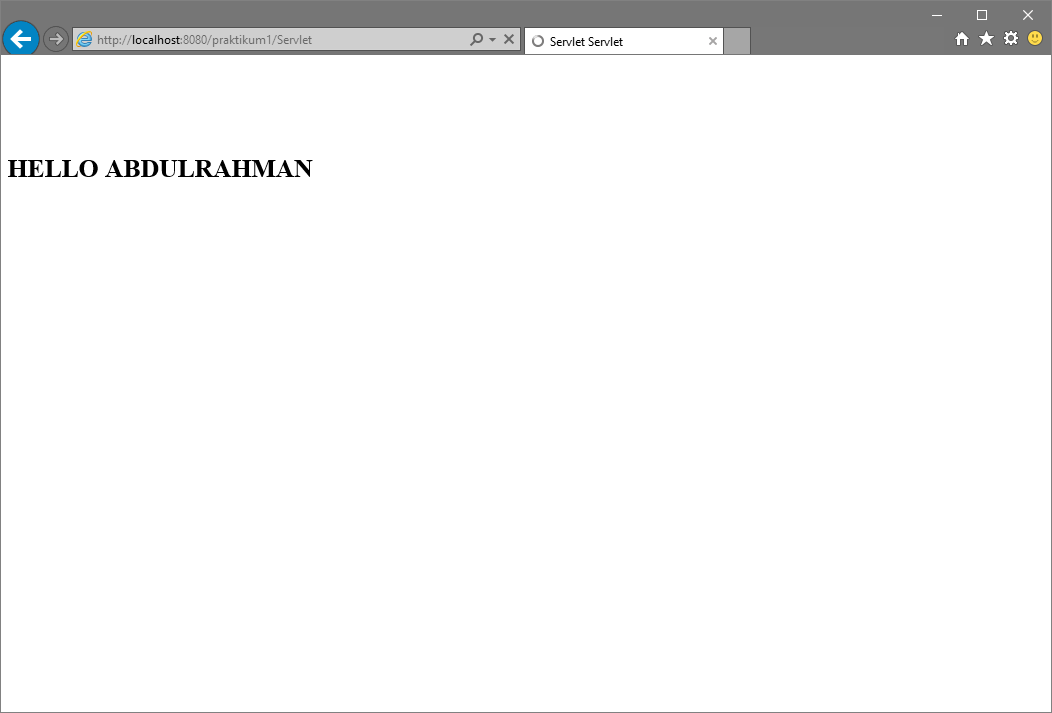 http://localhost:8080/praktikum1/Servlet
Servlet Servlet
HELLO ABDULRAHMAN